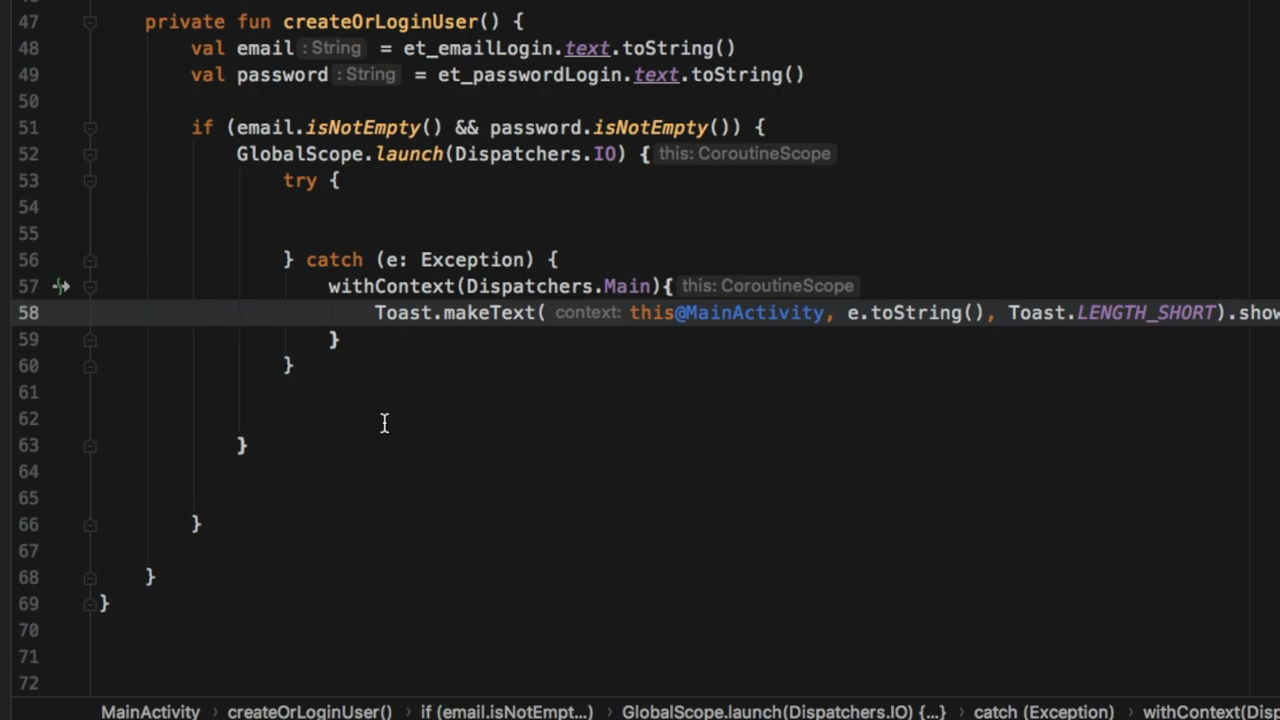 47 private fun createOrLoginUser() {
48 val email : String = et_emailLogin.text.toString()
49 val password : String = et_passwordLogin.text.toString()
50
51 if (email.isNotEmpty() && password.isNotEmpty()) {
52 GlobalScope.launch(Dispatchers.IO) { this: CoroutineScope
53 try {
54
55
56 } catch (e: Exception) {
57 withContext(Dispatchers.Main){ this: CoroutineScope
58 Toast.makeText( context: this@MainActivity, e.toString(), Toast.LENGTH_SHORT).show
59 }
60 }
61
62
63 }
64
65
66 }
67
68 }
69 }
70
71
72
MainActivity › createOrLoginUser() › if (email.isNotEmpt...) › GlobalScope.launch(Dispatchers.IO) {...} › catch (e: Exception) › withContext(Disp